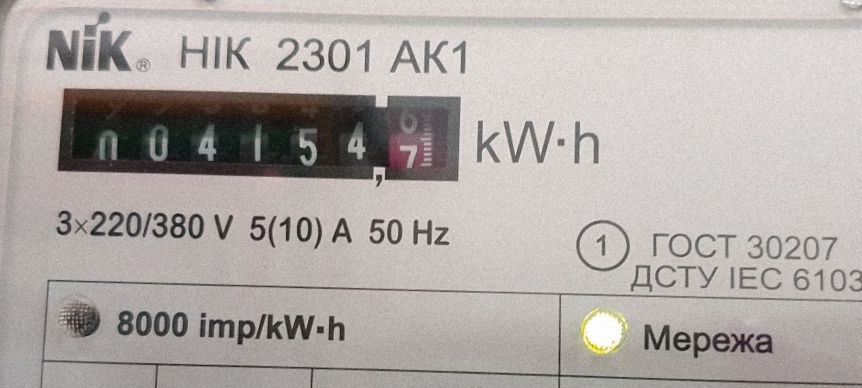 NiK® НІК 2301 АК1
004154,7 kW·h
3×220/380 V 5(10) A 50 Hz
1 ГОСТ 30207
ДСТУ IEC 6103
8000 imp/kW·h
Мережа